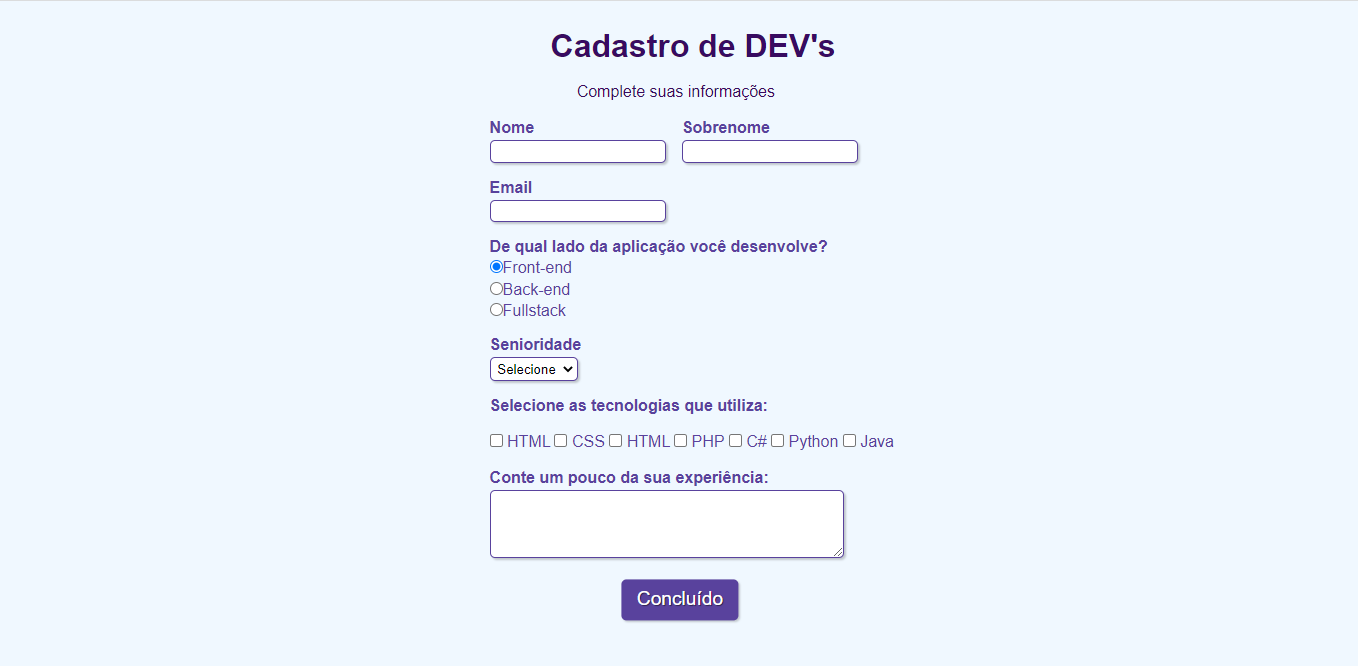 Cadastro de DEV's
Complete suas informações
Nome Sobrenome
Email
De qual lado da aplicação você desenvolve?
Front-end
Back-end
Fullstack
Senioridade
Selecione
Selecione as tecnologias que utiliza:
HTML CSS HTML PHP C# Python Java
Conte um pouco da sua experiência:
Concluído